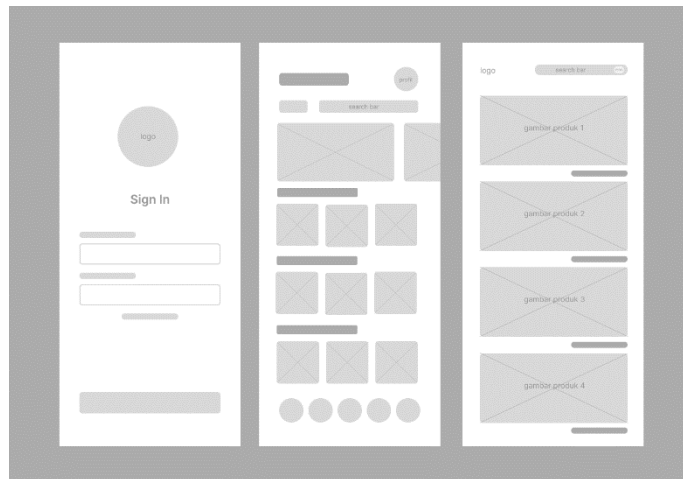 logo
Sign In
profil
search bar
logo
search bar
gambar produk 1
gambar produk 2
gambar produk 3
gambar produk 4